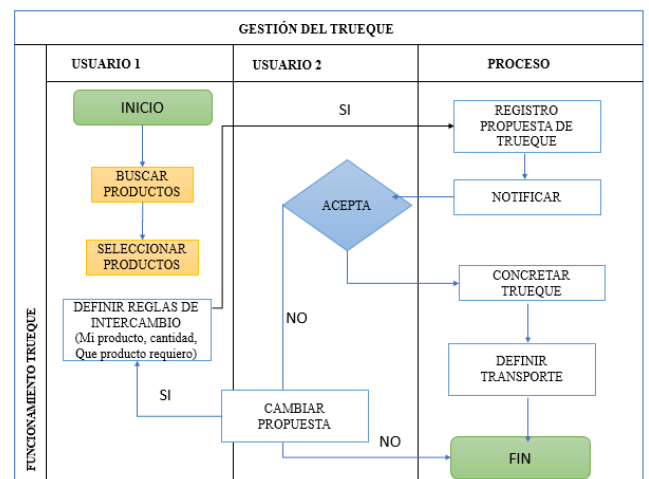 GESTIÓN DEL TRUEQUE
USUARIO 1
USUARIO 2
PROCESO
FUNCIONAMIENTO TRUEQUE
INICIO
BUSCAR
PRODUCTOS
SELECCIONAR
PRODUCTOS
DEFINIR REGLAS DE
INTERCAMBIO
(Mi producto, cantidad,
Que producto requiero)
SI
SI
REGISTRO
PROPUESTA DE
TRUEQUE
NOTIFICAR
ACEPTA
CONCRETAR
TRUEQUE
NO
DEFINIR
TRANSPORTE
CAMBIAR
PROPUESTA
NO
FIN